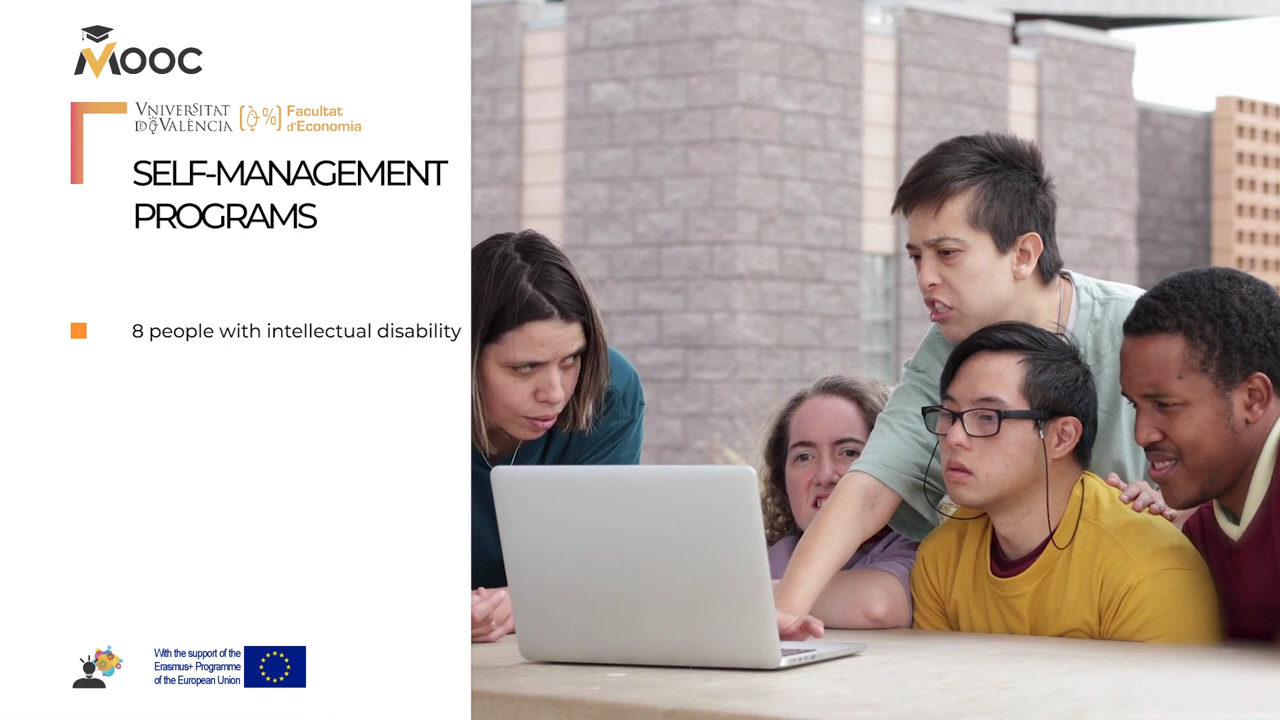 MOOC
VNIVERSITAT
DE VALÈNCIA
[%]
Facultat
d'Economia
SELF-MANAGEMENT
PROGRAMS
8 people with intellectual disability
With the support of the
Erasmus+ Programme
of the European Union